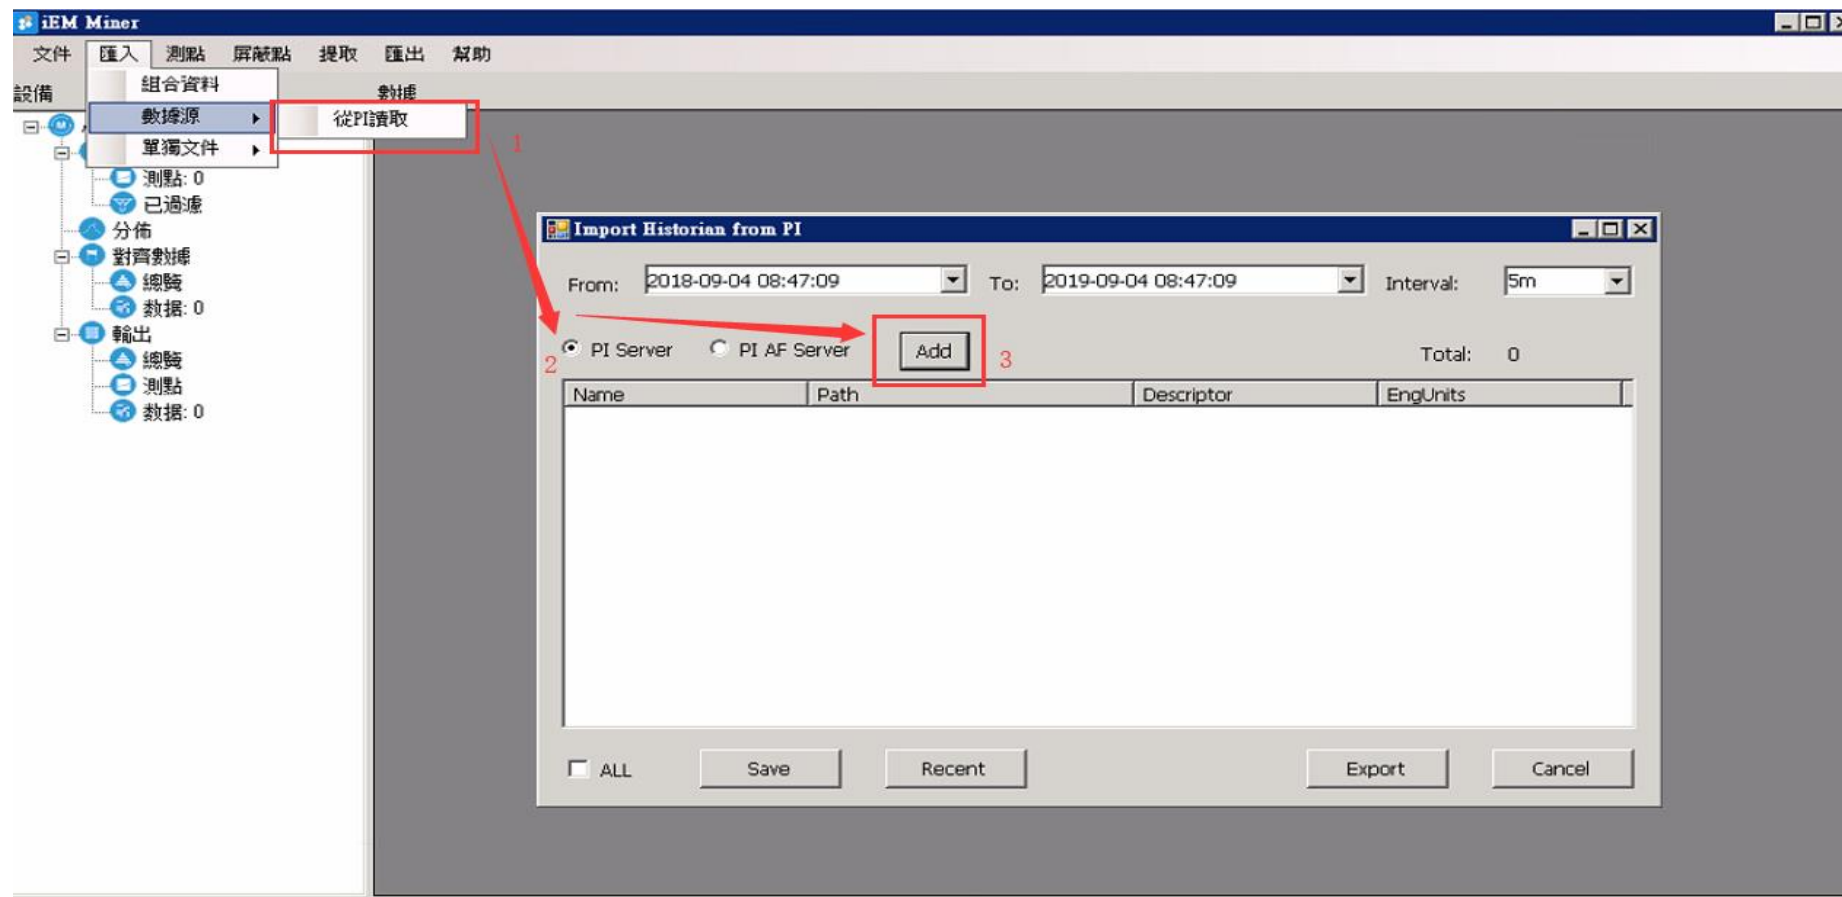 iEM Miner
文件 匯入 測點 屏蔽點 提取 匯出 幫助
設備 數據
組合資料
數據源
從PI讀取
單獨文件
測點: 0
已過濾
分佈
對齊數據
總覽
数据: 0
輸出
總覽
測點
数据: 0
1
Import Historian from PI
From: 2018-09-04 08:47:09 To: 2019-09-04 08:47:09 Interval: 5m
2 PI Server PI AF Server Add 3 Total: 0
Name Path Descriptor EngUnits
ALL Save Recent Export Cancel